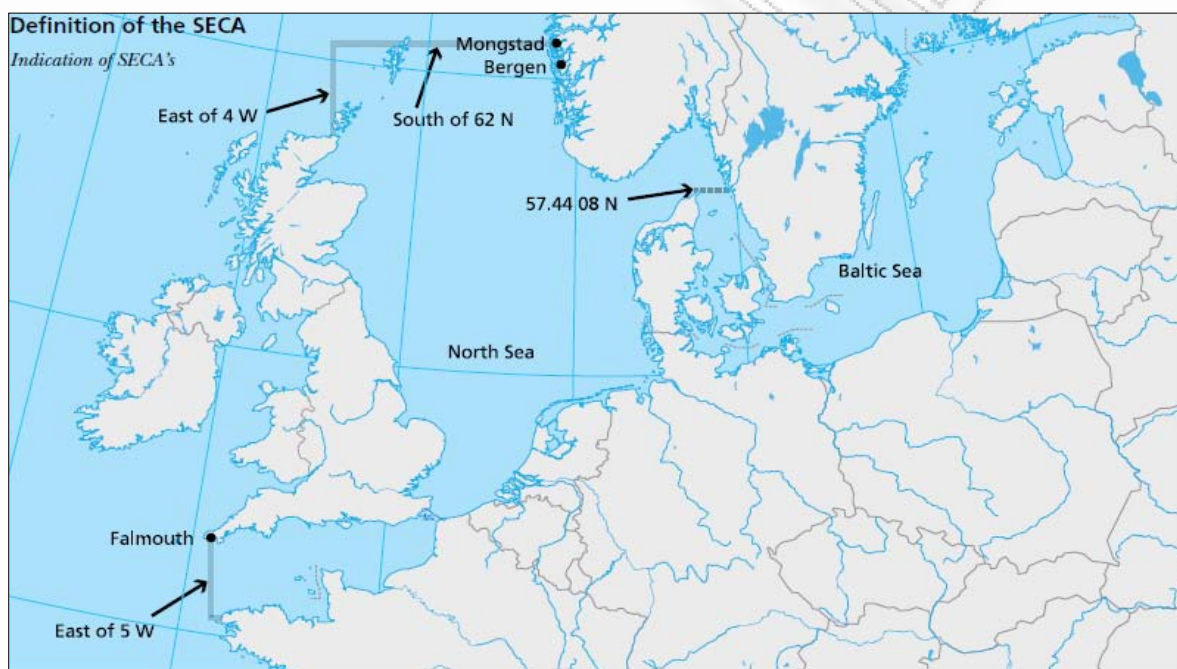 Definition of the SECA
Indication of SECA's
Mongstad
Bergen
East of 4 W
South of 62 N
57.44 08 N
Baltic Sea
North Sea
Falmouth
East of 5 W